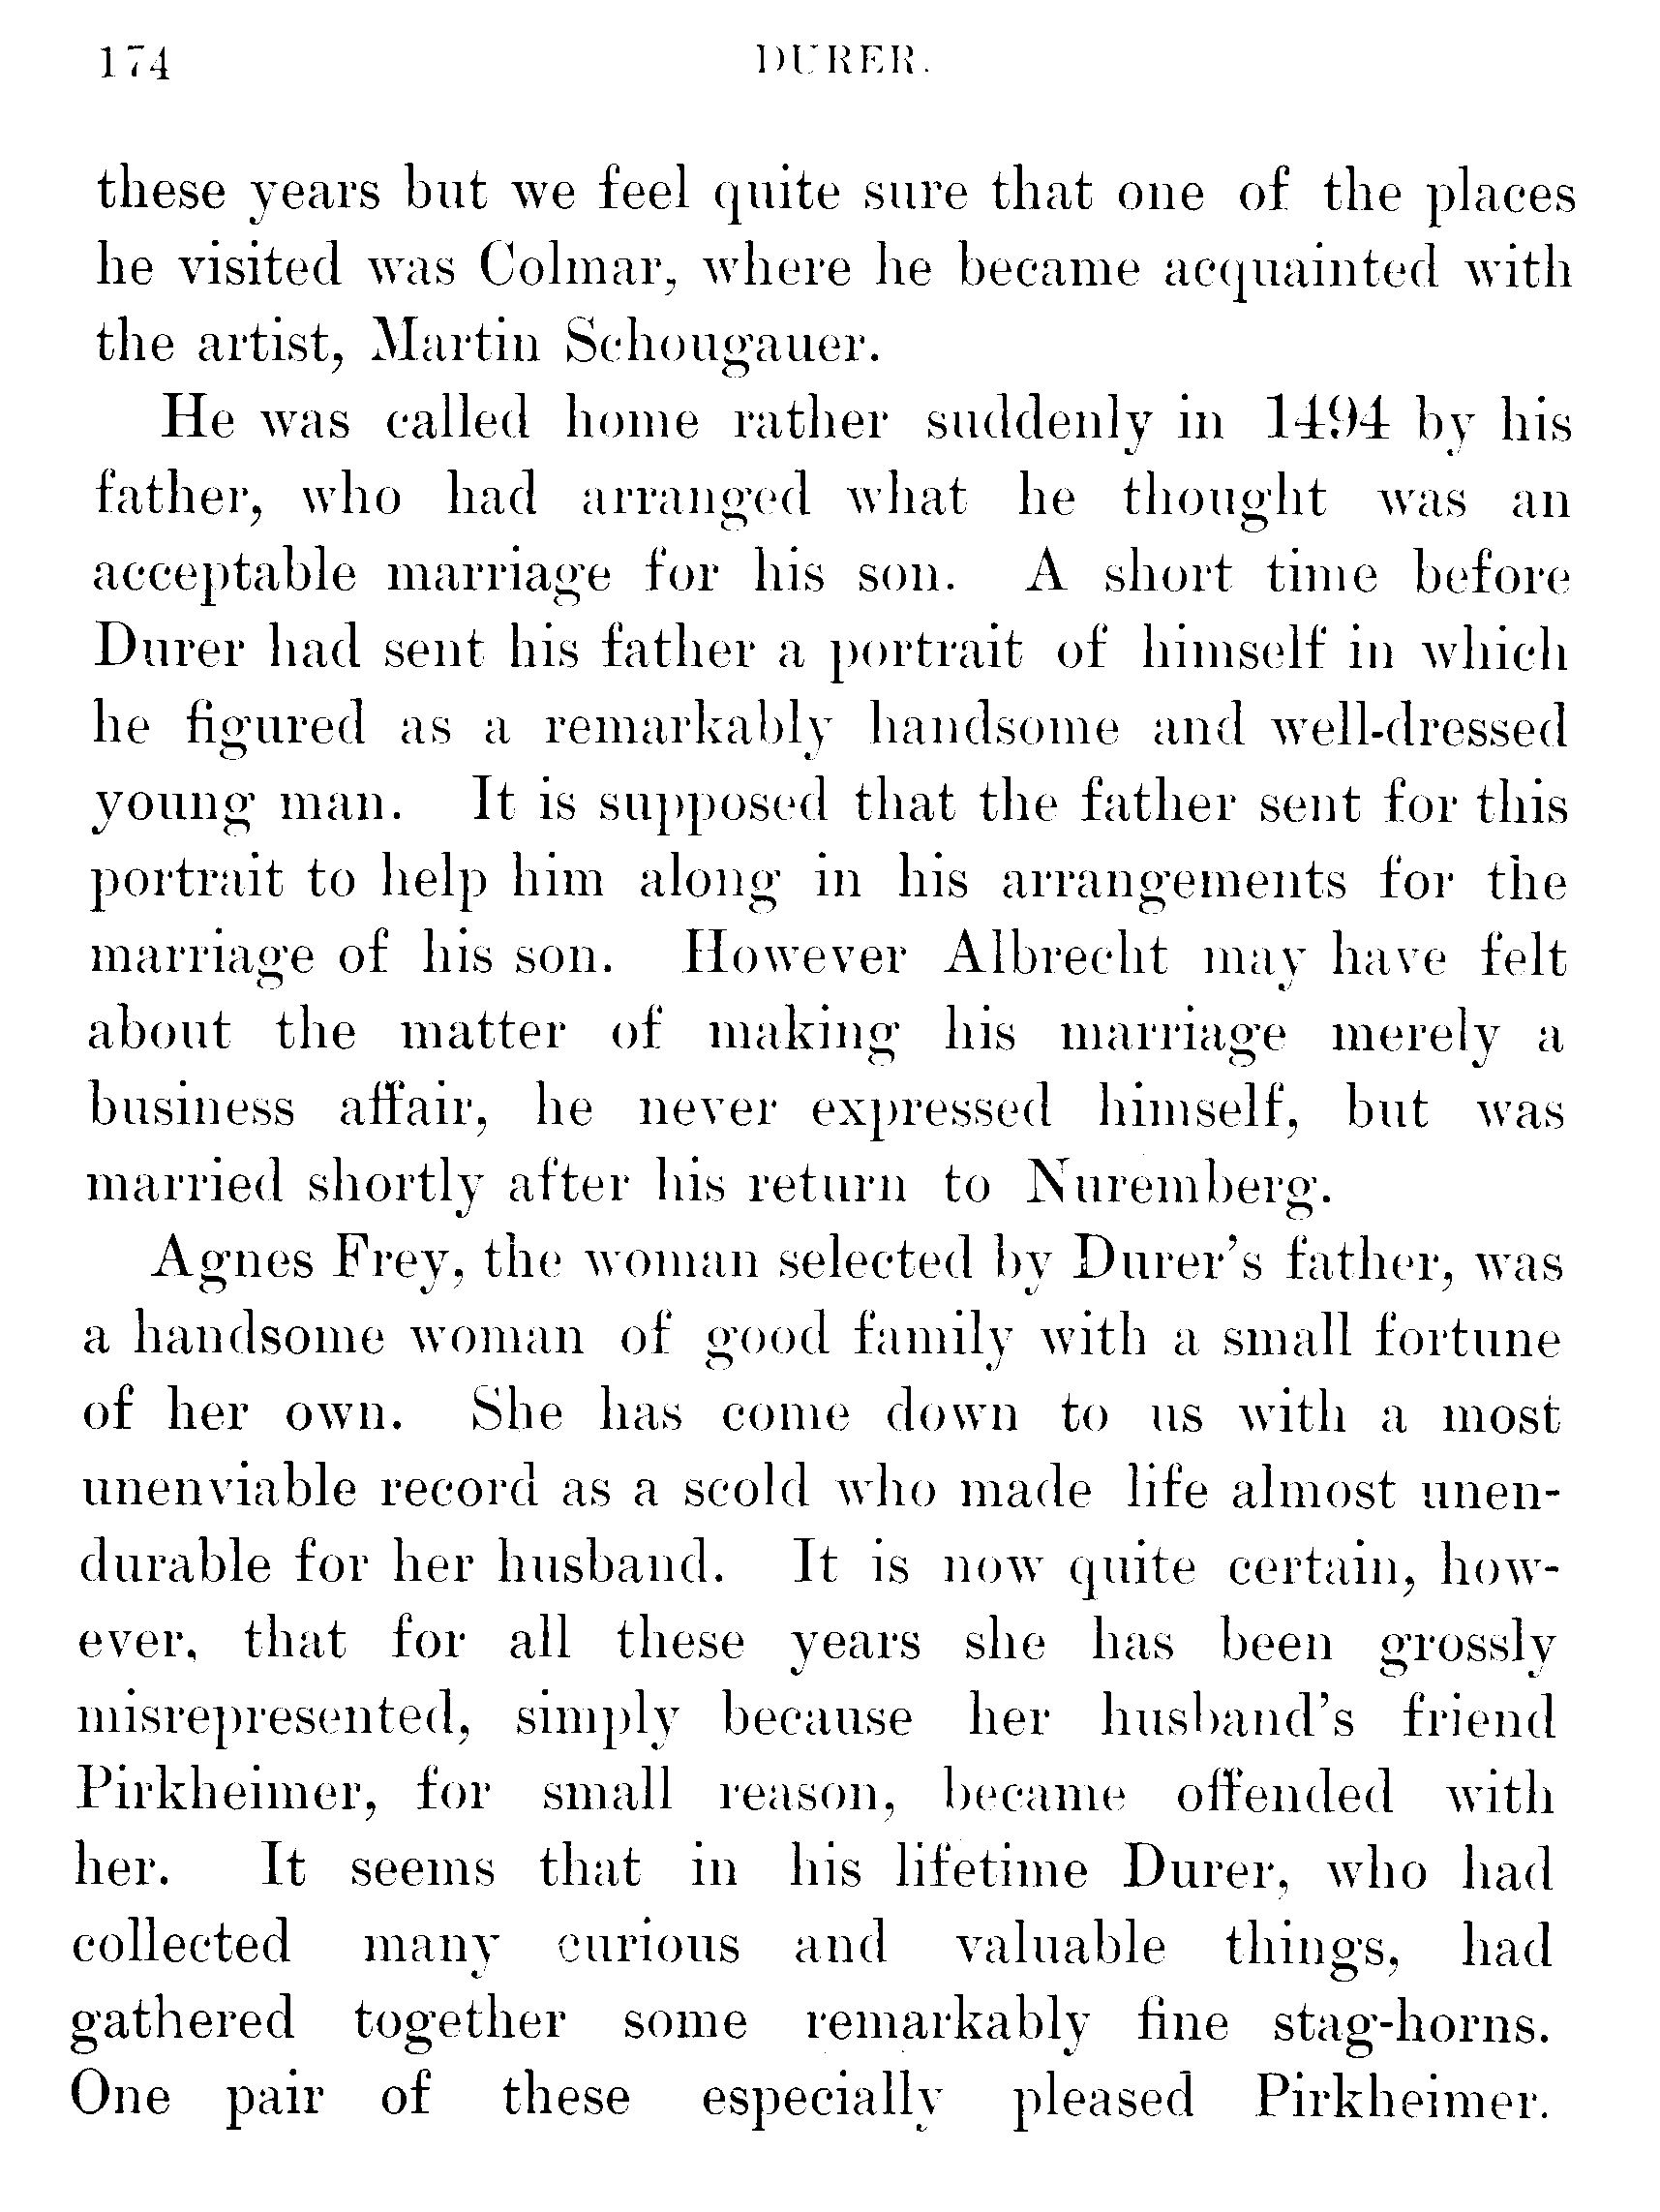 174
DURER.
these years but we feel quite sure that one of the places
he visited was Colmar, where he became acquainted with
the artist, Martin Schougauer.
He was called home rather suddenly in 1494 by his
father, who had arranged what he thought was an
acceptable marriage for his son. A short time before
Durer had sent his father a portrait of himself in which
he figured as a remarkably handsome and well-dressed
young man. It is supposed that the father sent for this
portrait to help him along in his arrangements for the
marriage of his son. However Albrecht may have felt
about the matter of making his marriage merely a
business affair, he never expressed himself, but was
married shortly after his return to Nuremberg.
Agnes Frey, the woman selected by Durer's father, was
a handsome woman of good family with a small fortune
of her own. She has come down to us with a most
unenviable record as a scold who made life almost unen-
durable for her husband. It is now quite certain, how-
ever, that for all these years she has been grossly
misrepresented, simply because her husband's friend
Pirkheimer, for small reason, became offended with
her. It seems that in his lifetime Durer, who had
collected many curious and valuable things, had
gathered together some remarkably fine stag-horns.
One pair of these especially pleased Pirkheimer.